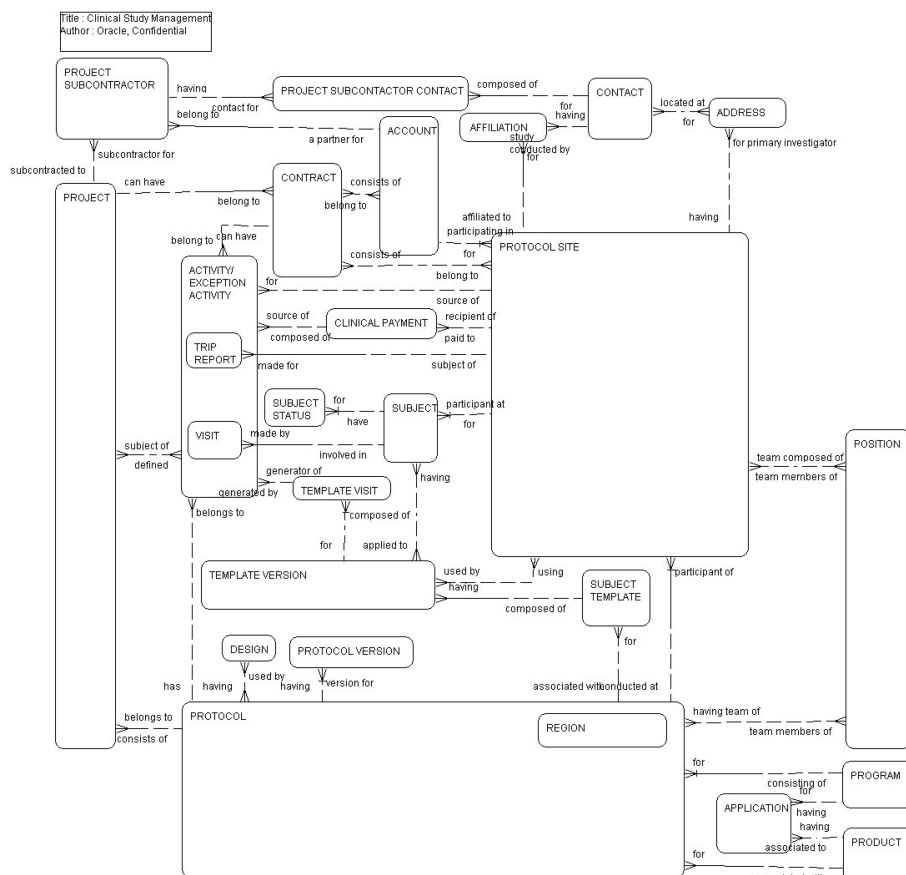 Title : Clinical Study Management
Author : Oracle, Confidential
PROJECT
SUBCONTRACTOR
having
contact for
PROJECT SUBCONTACTOR CONTACT
composed of
for
CONTACT
located at
for
ADDRESS
belong to
a partner for
ACCOUNT
AFFILIATION
having
study
conducted by
for
for primary investigator
having
subcontractor for
subcontracted to
PROJECT
can have
belong to
CONTRACT
consists of
belong to
affiliated to
participating in
for
PROTOCOL SITE
belong to
can have
consists of
belong to
ACTIVITY/
EXCEPTION
ACTIVITY
for
source of
source of
composed of
CLINICAL PAYMENT
recipient of
paid to
TRIP
REPORT
made for
subject of
SUBJECT
STATUS
for
have
SUBJECT
participant at
for
VISIT
made by
involved in
subject of
defined
POSITION
team composed of
team members of
generator of
generated by
TEMPLATE VISIT
having
belongs to
composed of
for
applied to
TEMPLATE VERSION
used by
using
having
composed of
SUBJECT
TEMPLATE
participant of
for
DESIGN
PROTOCOL VERSION
used by
has
having
having
version for
associated with
conducted at
belongs to
consists of
PROTOCOL
REGION
having team of
team members of
for
consisting of
PROGRAM
for
having
APPLICATION
having
associated to
PRODUCT
for